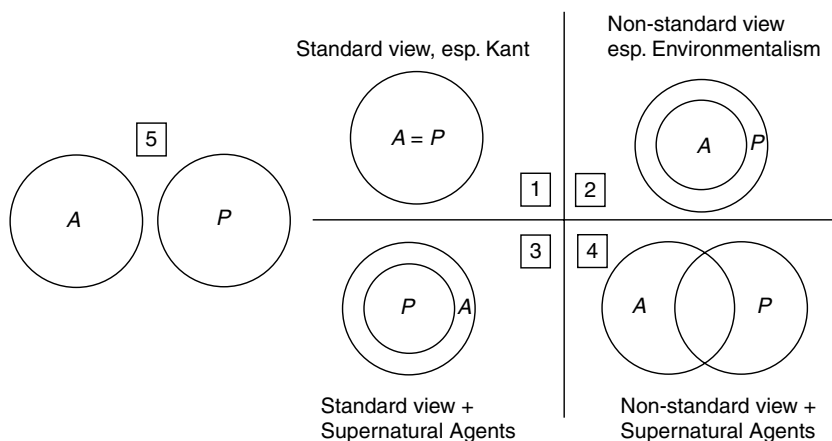 Standard view, esp. Kant
Non-standard view
esp. Environmentalism
5
A
P
A = P
1
2
A
P
3
4
P
A
A
P
Standard view +
Supernatural Agents
Non-standard view +
Supernatural Agents